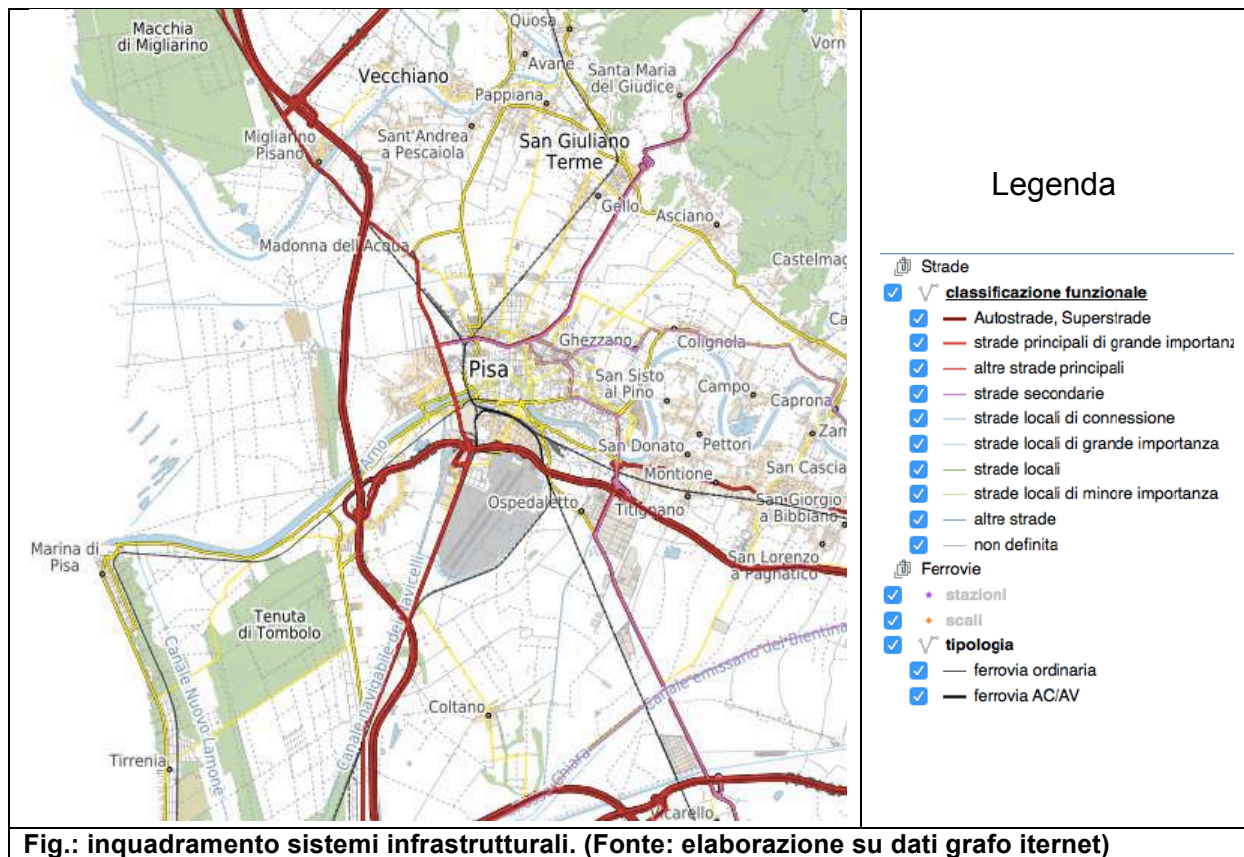 Macchia
di Migliarino
Quosa
Avane
Vecchiano
Santa Maria
del Giudice
Pappiana
Migliarino
Pisano
Sant'Andrea
a Pescaiola
San Giuliano
Terme
Gello
Asciano
Madonna dell'Acqua
Ghezzano
Colignola
Pisa
San Sisto
al Pino
Campo
Caprona
Arno
San Donato
Pettori
Montione
San Cascia
Ospedaletto
Titignano
San Giorgio
a Bibbiano
Marina di
Pisa
San Lorenzo
a Pagnatico
Tenuta
di Tombolo
Canale Nuovo Lamone
Canale navigabile dei Navicelli
Canale emissario del Bientina
Coltano
Tirrenia
Vicarello
Legenda
Strade
classificazione funzionale
Autostrade, Superstrade
strade principali di grande importanz
altre strade principali
strade secondarie
strade locali di connessione
strade locali di grande importanza
strade locali
strade locali di minore importanza
altre strade
non definita
Ferrovie
stazioni
scali
tipologia
ferrovia ordinaria
ferrovia AC/AV
Fig.: inquadramento sistemi infrastrutturali. (Fonte: elaborazione su dati grafo iternet)